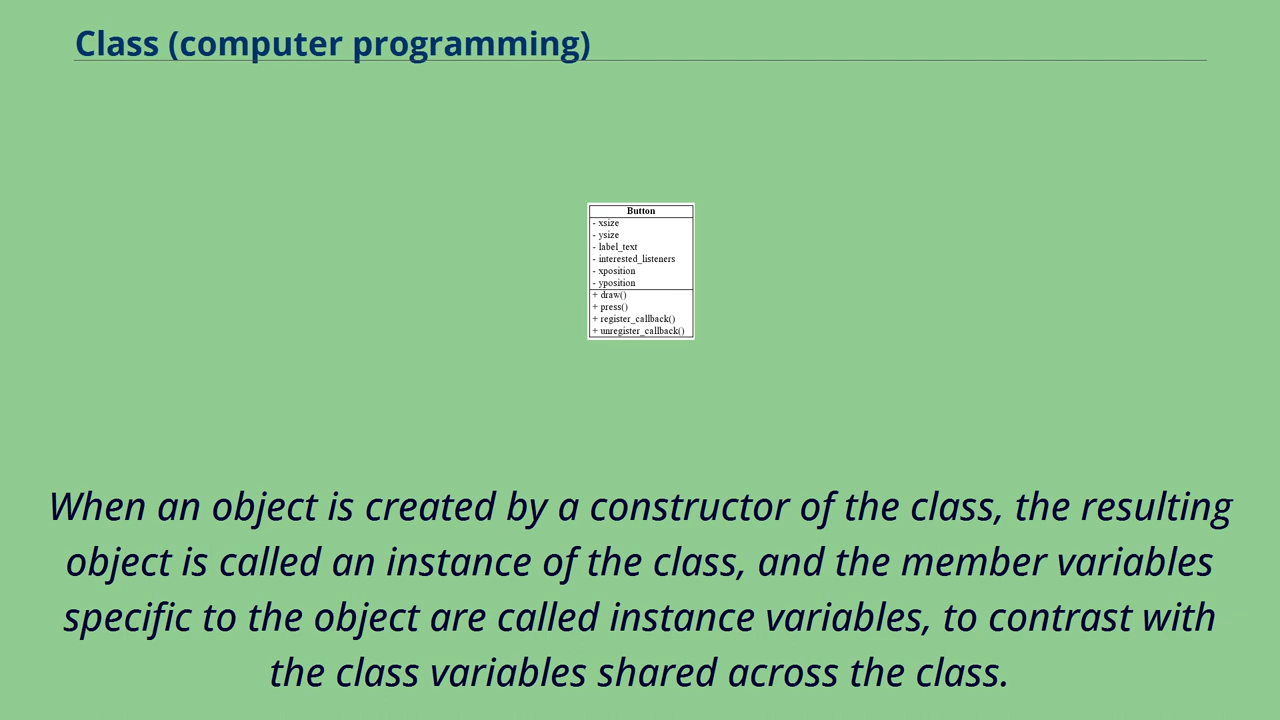 Class (computer programming)
Button
- xsize
- ysize
- label_text
- interested_listeners
- xposition
- yposition
+ draw()
+ press()
+ register_callback()
+ unregister_callback()
When an object is created by a constructor of the class, the resulting
object is called an instance of the class, and the member variables
specific to the object are called instance variables, to contrast with
the class variables shared across the class.